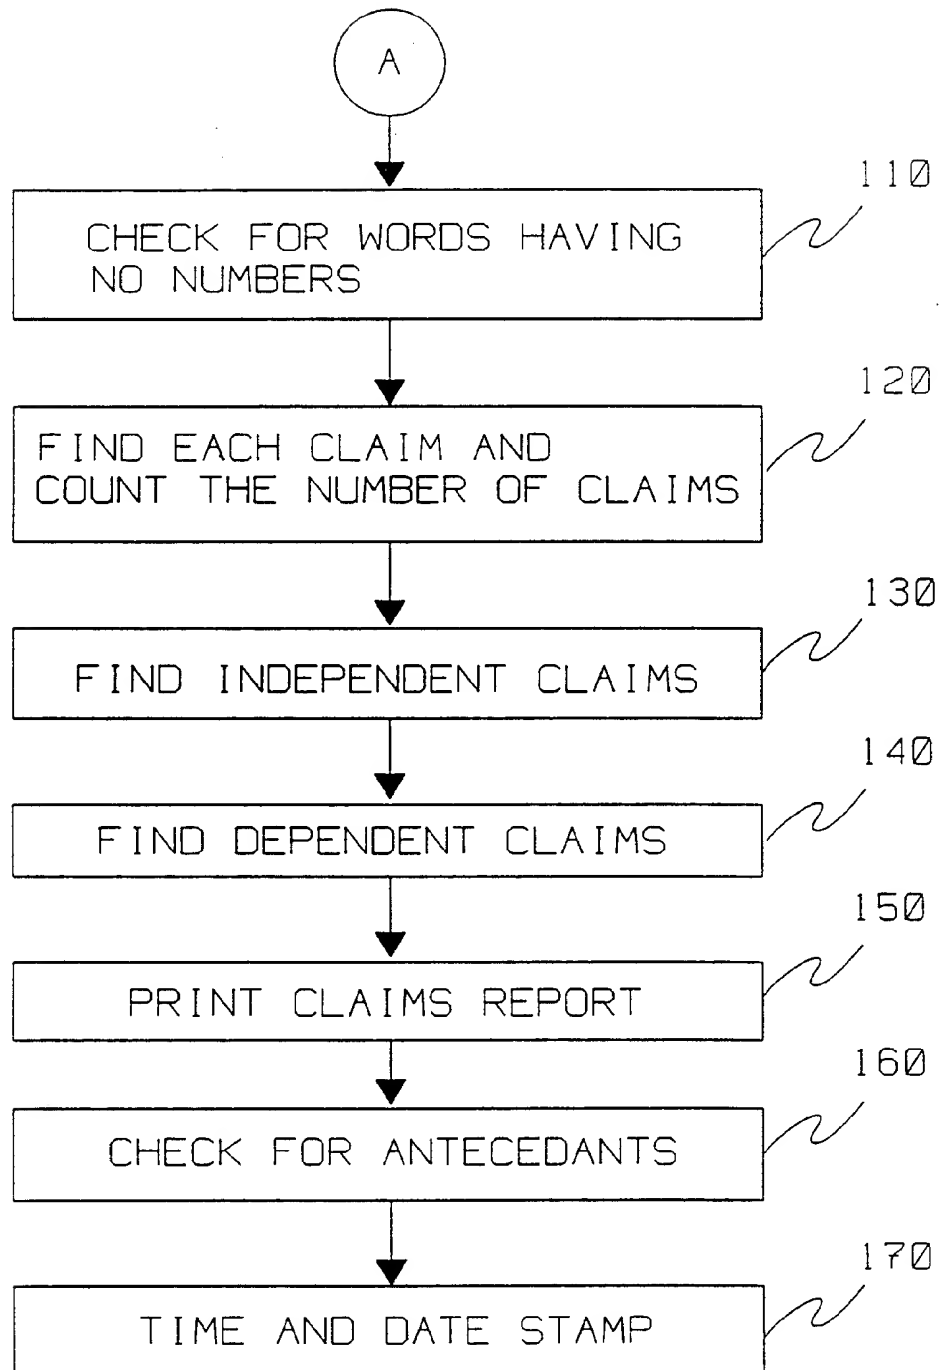 A
110
CHECK FOR WORDS HAVING
NO NUMBERS
120
FIND EACH CLAIM AND
COUNT THE NUMBER OF CLAIMS
130
FIND INDEPENDENT CLAIMS
140
FIND DEPENDENT CLAIMS
150
PRINT CLAIMS REPORT
160
CHECK FOR ANTECEDANTS
170
TIME AND DATE STAMP